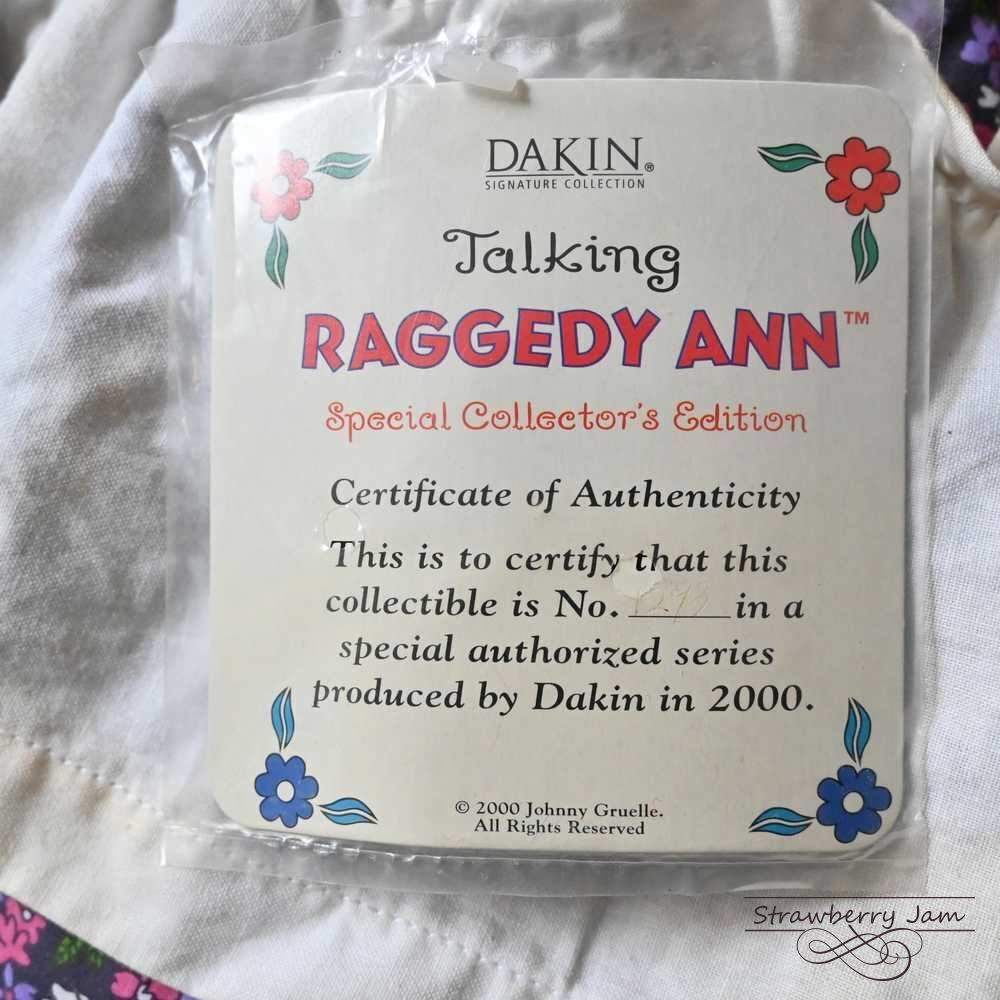 DAKIN®
SIGNATURE COLLECTION
Talking
RAGGEDY ANN™
Special Collector's Edition
Certificate of Authenticity
This is to certify that this
collectible is No. in a
special authorized series
produced by Dakin in 2000.
© 2000 Johnny Gruelle.
All Rights Reserved
Strawberry Jam